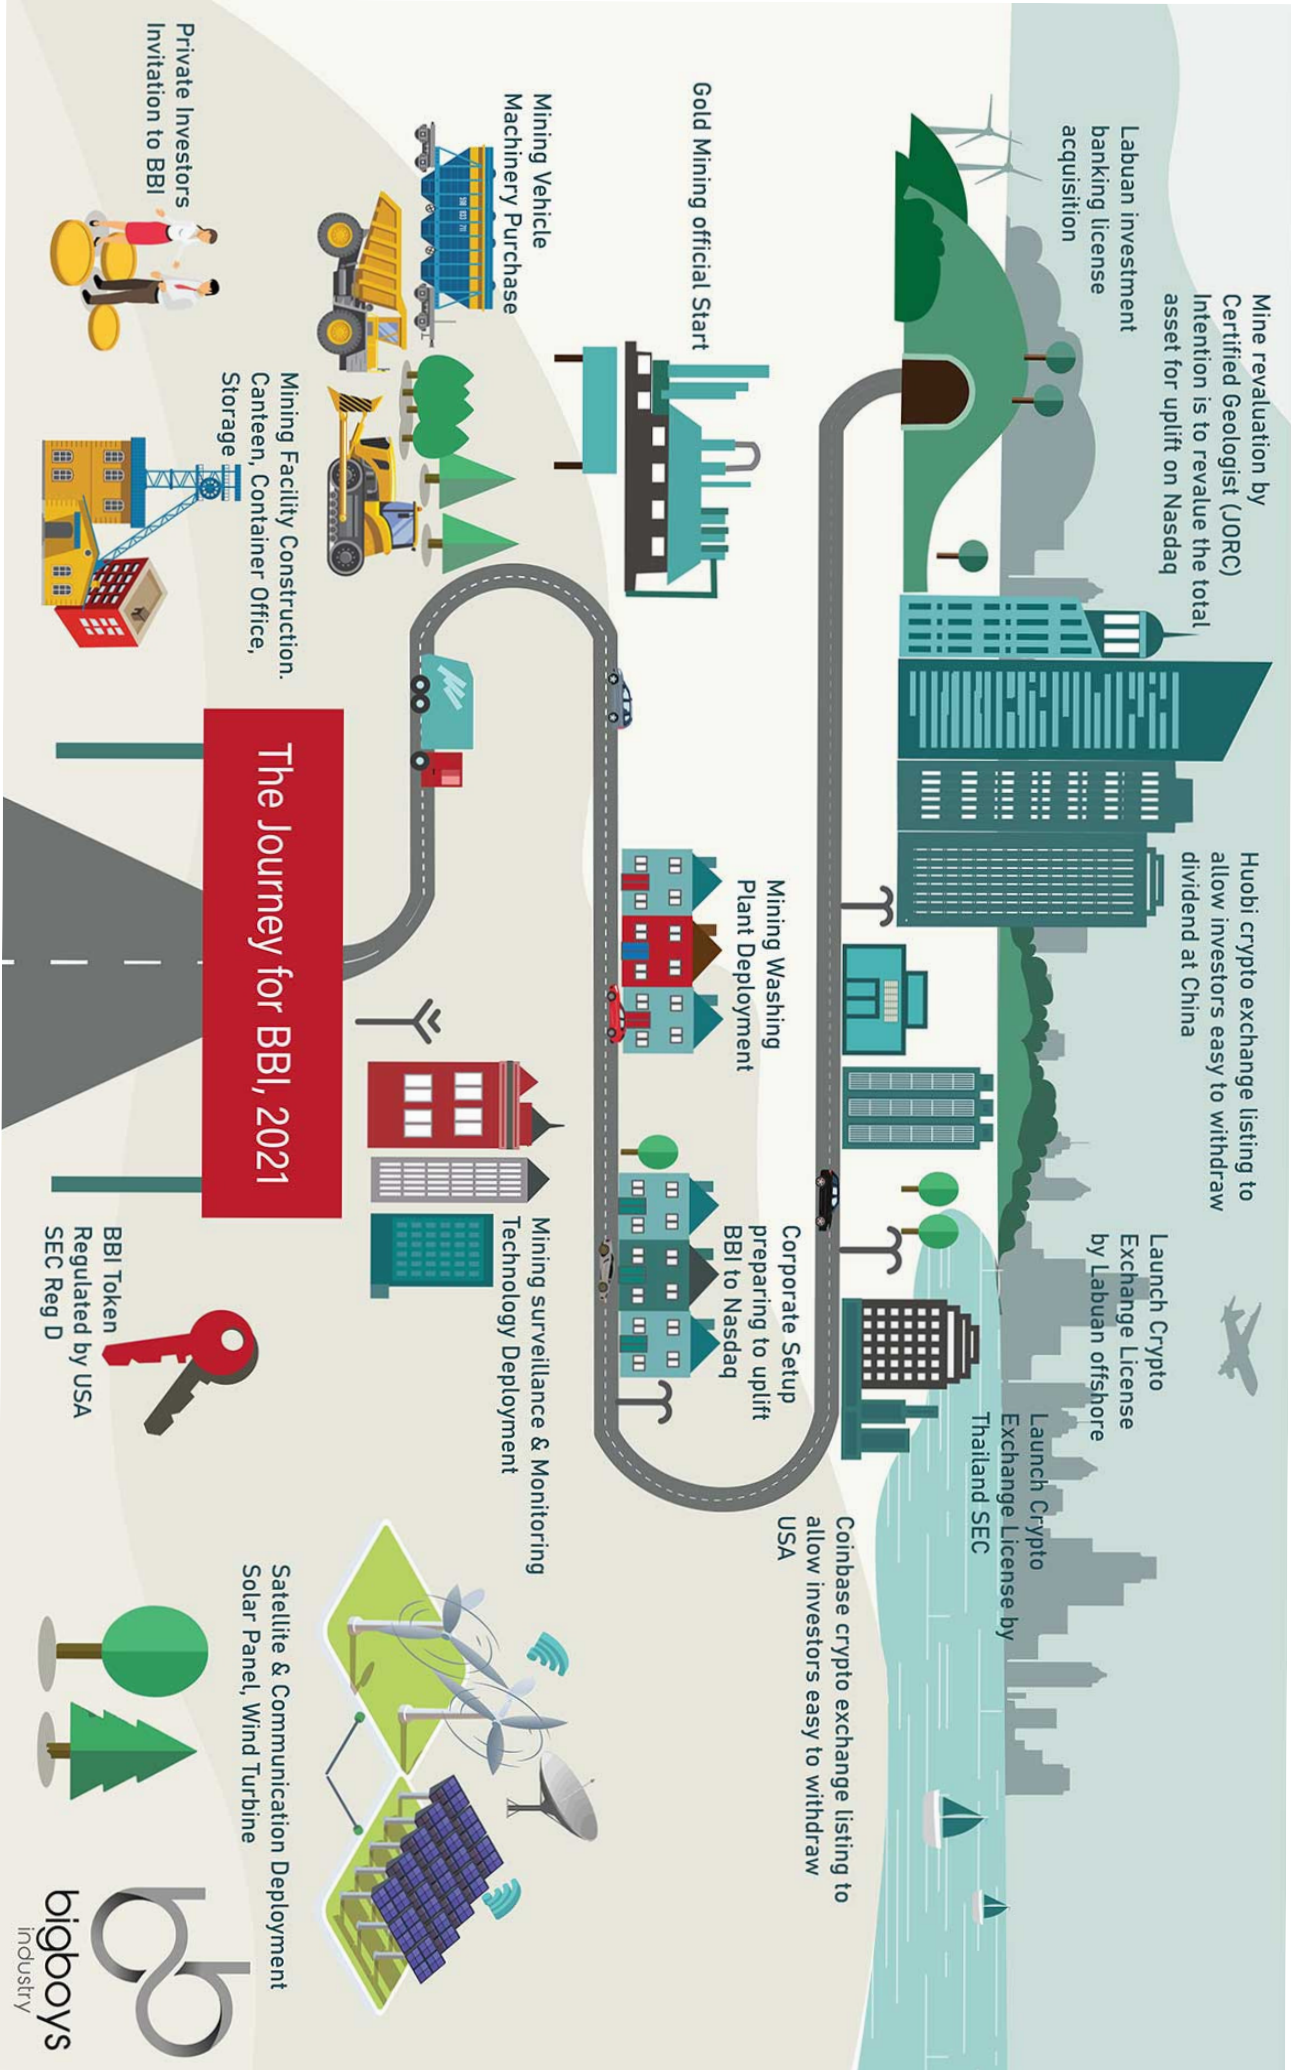 Mine revaluation by
Certified Geologist (JORC)
Intention is to revalue the total
asset for uplift on Nasdaq
Huobi crypto exchange listing to
allow investors easy to withdraw
dividend at China
Labuan investment
banking license
acquisition
Launch Crypto
Exchange License
by Labuan offshore
Launch Crypto
Exchange License by
Thailand SEC
Coinbase crypto exchange listing to
allow investors easy to withdraw
USA
Gold Mining official Start
Mining Washing
Plant Deployment
Corporate Setup
preparing to uplift
BBI to Nasdaq
Mining Vehicle
Machinery Purchase
Mining surveillance & Monitoring
Technology Deployment
Mining Facility Construction.
Canteen, Container Office,
Storage
The Journey for BBI, 2021
Satellite & Communication Deployment
Solar Panel, Wind Turbine
Private Investors
Invitation to BBI
BBI Token
Regulated by USA
SEC Reg D
bigboys
industry